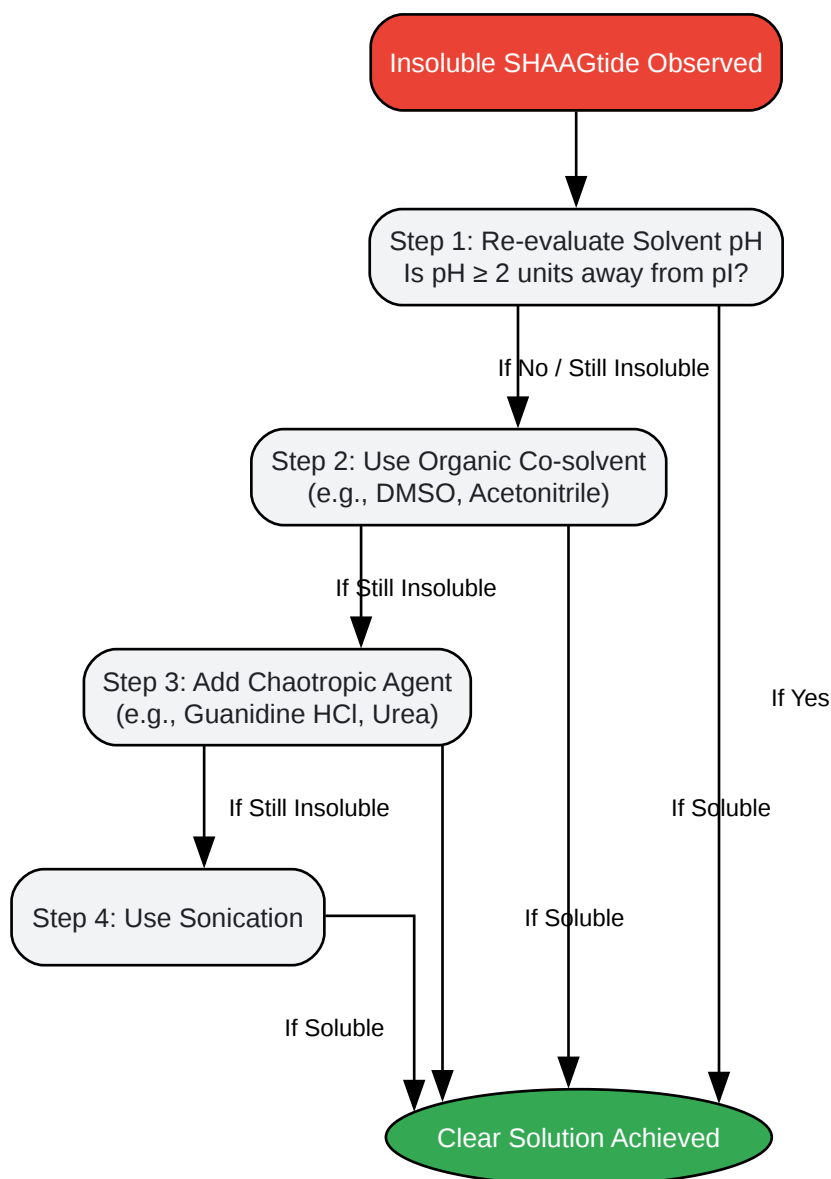 Insoluble SHAAGtide Observed
Step 1: Re-evaluate Solvent pH
Is pH ≥ 2 units away from pI?
If No / Still Insoluble
Step 2: Use Organic Co-solvent
(e.g., DMSO, Acetonitrile)
If Still Insoluble
Step 3: Add Chaotropic Agent
(e.g., Guanidine HCl, Urea)
If Yes
If Still Insoluble
If Soluble
Step 4: Use Sonication
If Soluble
If Soluble
Clear Solution Achieved